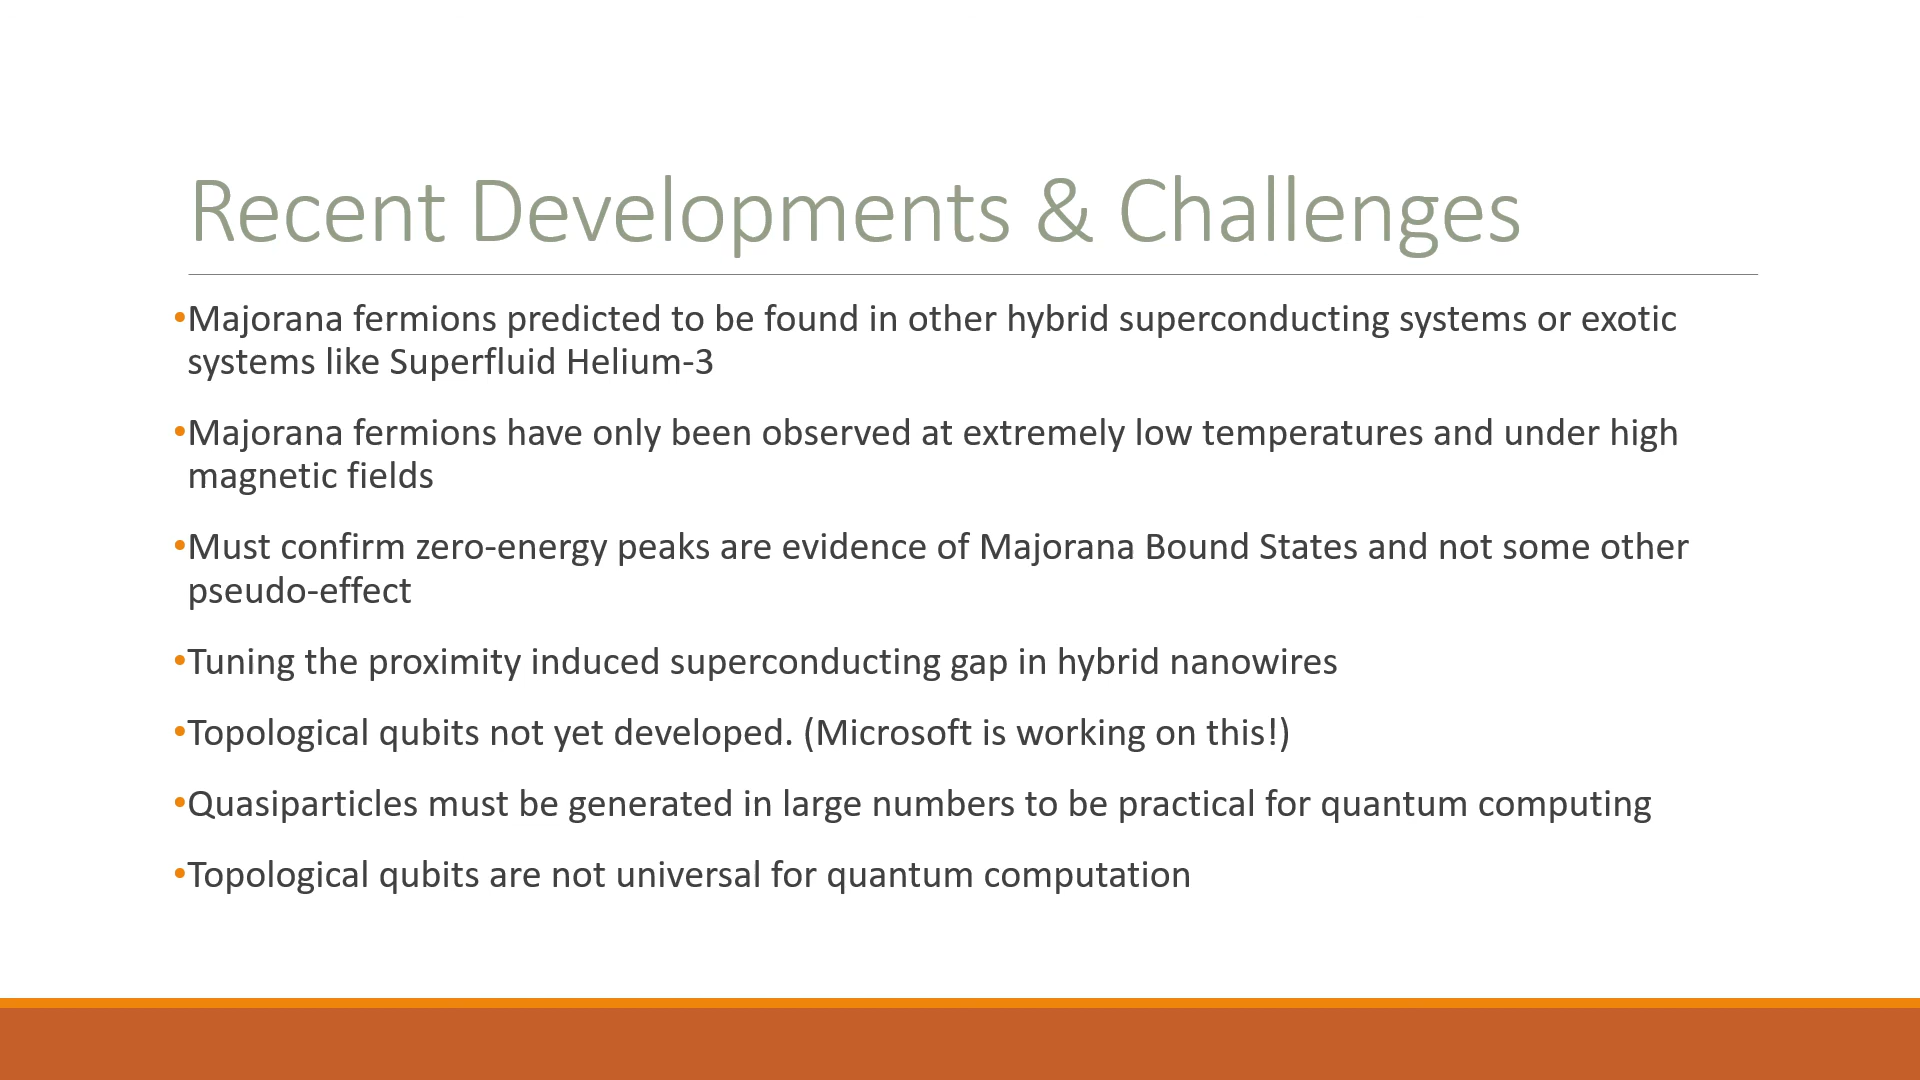 Recent Developments & Challenges
•Majorana fermions predicted to be found in other hybrid superconducting systems or exotic
systems like Superfluid Helium-3
•Majorana fermions have only been observed at extremely low temperatures and under high
magnetic fields
•Must confirm zero-energy peaks are evidence of Majorana Bound States and not some other
pseudo-effect
•Tuning the proximity induced superconducting gap in hybrid nanowires
•Topological qubits not yet developed. (Microsoft is working on this!)
•Quasiparticles must be generated in large numbers to be practical for quantum computing
•Topological qubits are not universal for quantum computation